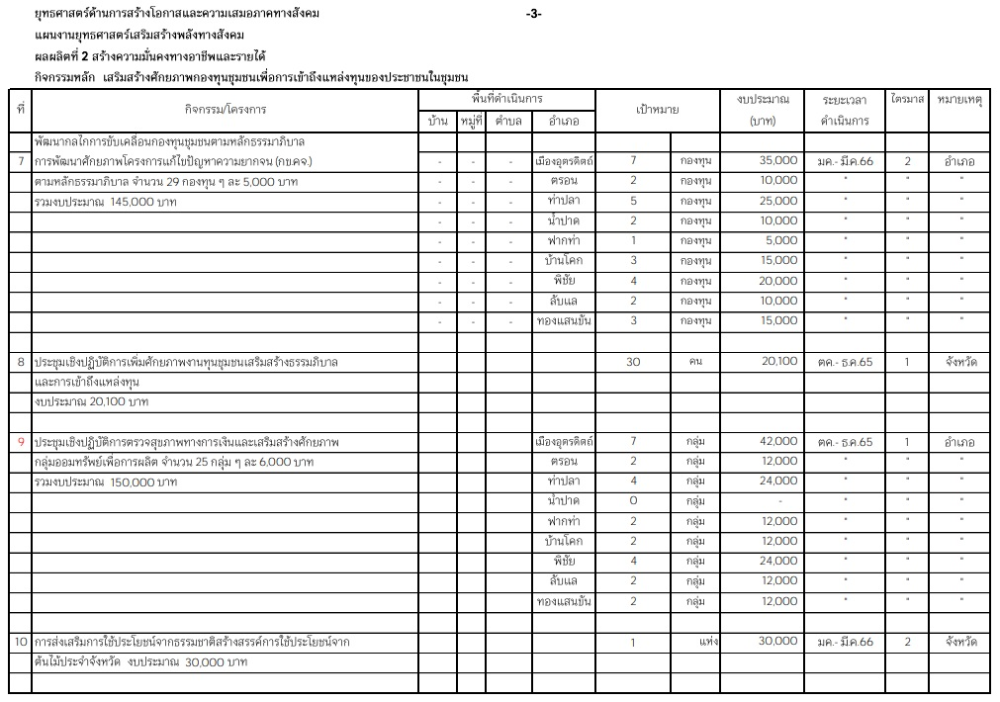 ยุทธศาสตร์ด้านการสร้างโอกาสและความเสมอภาคทางสังคม -3-
แผนงานยุทธศาสตร์เสริมสร้างพลังทางสังคม
ผลผลิตที่ 2 สร้างความมั่นคงทางอาชีพและรายได้
กิจกรรมหลัก เสริมสร้างศักยภาพกองทุนชุมชนเพื่อการเข้าถึงแหล่งทุนของประชาชนในชุมชน
ที่ กิจกรรม/โครงการ พื้นที่ดำเนินการ เป้าหมาย งบประมาณ ระยะเวลา ไตรมาส หมายเหตุ
บ้าน หมู่ที่ ตำบล อำเภอ (บาท) ดำเนินการ
พัฒนากลไกการขับเคลื่อนกองทุนชุมชนตามหลักธรรมาภิบาล
7 การพัฒนาศักยภาพโครงการแก้ไขปัญหาความยากจน (กข.คจ.) - - - เมืองอุตรดิตถ์ 7 กองทุน 35,000 มค.- มี.ค.66 2 อำเภอ
ตามหลักธรรมาภิบาล จำนวน 29 กองทุน ๆ ละ 5,000 บาท - - - ตรอน 2 กองทุน 10,000 " " "
รวมงบประมาณ 145,000 บาท - - - ท่าปลา 5 กองทุน 25,000 " " "
- - - น้ำปาด 2 กองทุน 10,000 " " "
- - - ฟากท่า 1 กองทุน 5,000 " " "
- - - บ้านโคก 3 กองทุน 15,000 " " "
- - - พิชัย 4 กองทุน 20,000 " " "
- - - ลับแล 2 กองทุน 10,000 " " "
- - - ทองแสนขัน 3 กองทุน 15,000 " " "
8 ประชุมเชิงปฏิบัติการเพิ่มศักยภาพงานทุนชุมชนเสริมสร้างธรรมภิบาล 30 คน 20,100 ตค.- ธ.ค.65 1 จังหวัด
และการเข้าถึงแหล่งทุน
งบประมาณ 20,100 บาท
9 ประชุมเชิงปฏิบัติการตรวจสุขภาพทางการเงินและเสริมสร้างศักยภาพ เมืองอุตรดิตถ์ 7 กลุ่ม 42,000 ตค.- ธ.ค.65 1 อำเภอ
กลุ่มออมทรัพย์เพื่อการผลิต จำนวน 25 กลุ่ม ๆ ละ 6,000 บาท ตรอน 2 กลุ่ม 12,000 " " "
รวมงบประมาณ 150,000 บาท ท่าปลา 4 กลุ่ม 24,000 " " "
น้ำปาด 0 กลุ่ม - " " "
ฟากท่า 2 กลุ่ม 12,000 " " "
บ้านโคก 2 กลุ่ม 12,000 " " "
พิชัย 4 กลุ่ม 24,000 " " "
ลับแล 2 กลุ่ม 12,000 " " "
ทองแสนขัน 2 กลุ่ม 12,000 " " "
10 การส่งเสริมการใช้ประโยชน์จากธรรมชาติสร้างสรรค์การใช้ประโยชน์จาก 1 แห่ง 30,000 มค.- มี.ค.66 2 จังหวัด
ต้นไม้ประจำจังหวัด งบประมาณ 30,000 บาท